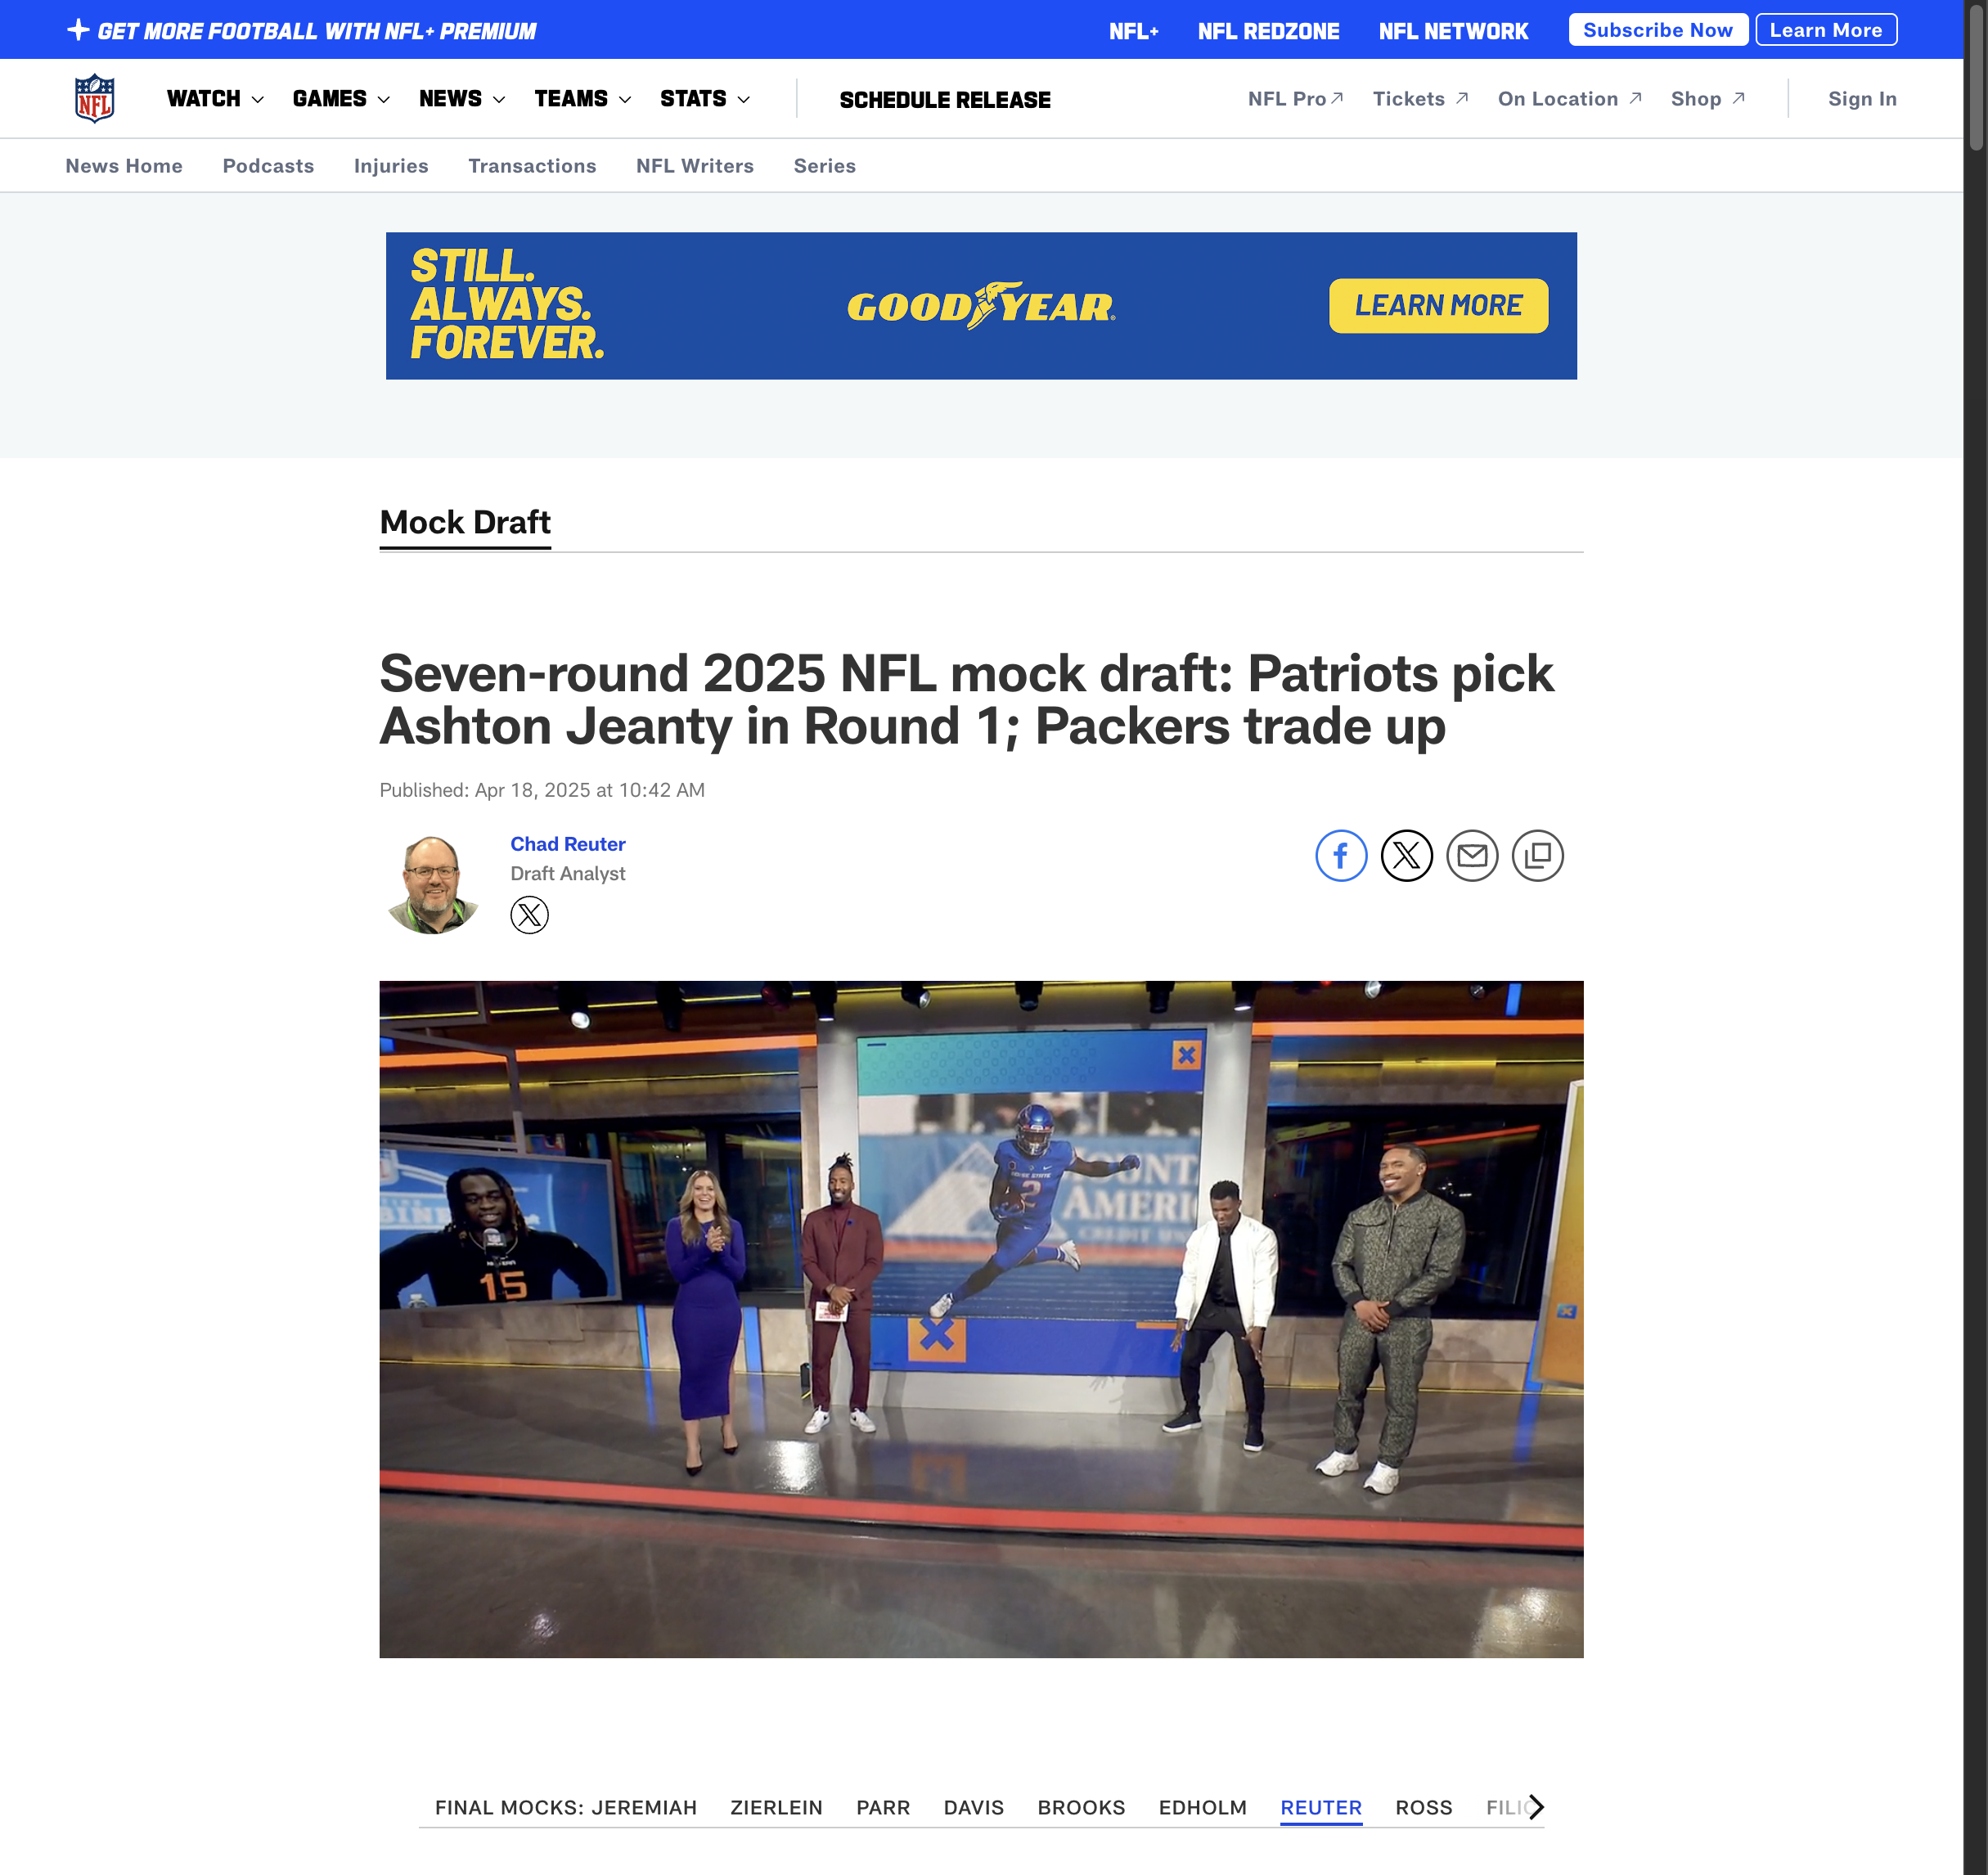 GET MORE FOOTBALL WITH NFL+ PREMIUM
NFL+ NFL REDZONE NFL NETWORK Subscribe Now Learn More
NFL WATCH GAMES NEWS TEAMS STATS SCHEDULE RELEASE NFL Pro Tickets On Location Shop Sign In
News Home Podcasts Injuries Transactions NFL Writers Series
STILL.
ALWAYS.
FOREVER.
GOODYEAR
LEARN MORE
Mock Draft
Seven-round 2025 NFL mock draft: Patriots pick
Ashton Jeanty in Round 1; Packers trade up
Published: Apr 18, 2025 at 10:42 AM
Chad Reuter
Draft Analyst
15
2
MOUNT
AMERI
CREDIT UN
FINAL MOCKS: JEREMIAH ZIERLEIN PARR DAVIS BROOKS EDHOLM REUTER ROSS FILI